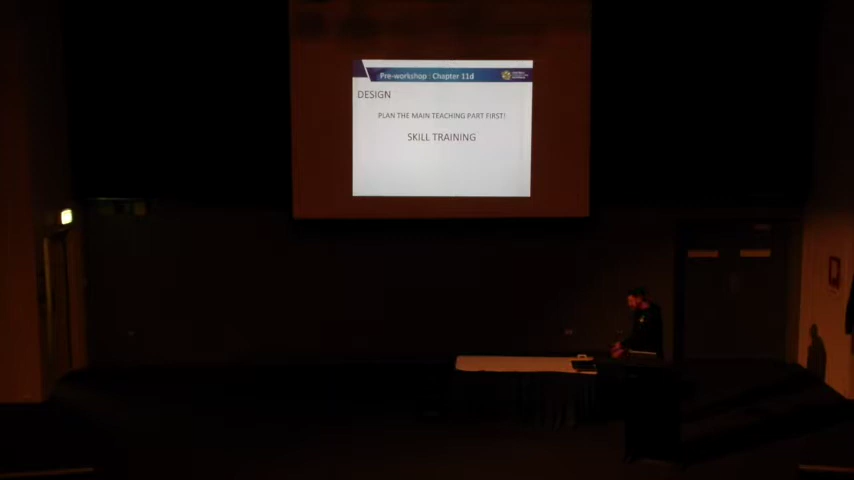 Pre-workshop : Chapter 11d
DESIGN
PLAN THE MAIN TEACHING PART FIRST!
SKILL TRAINING